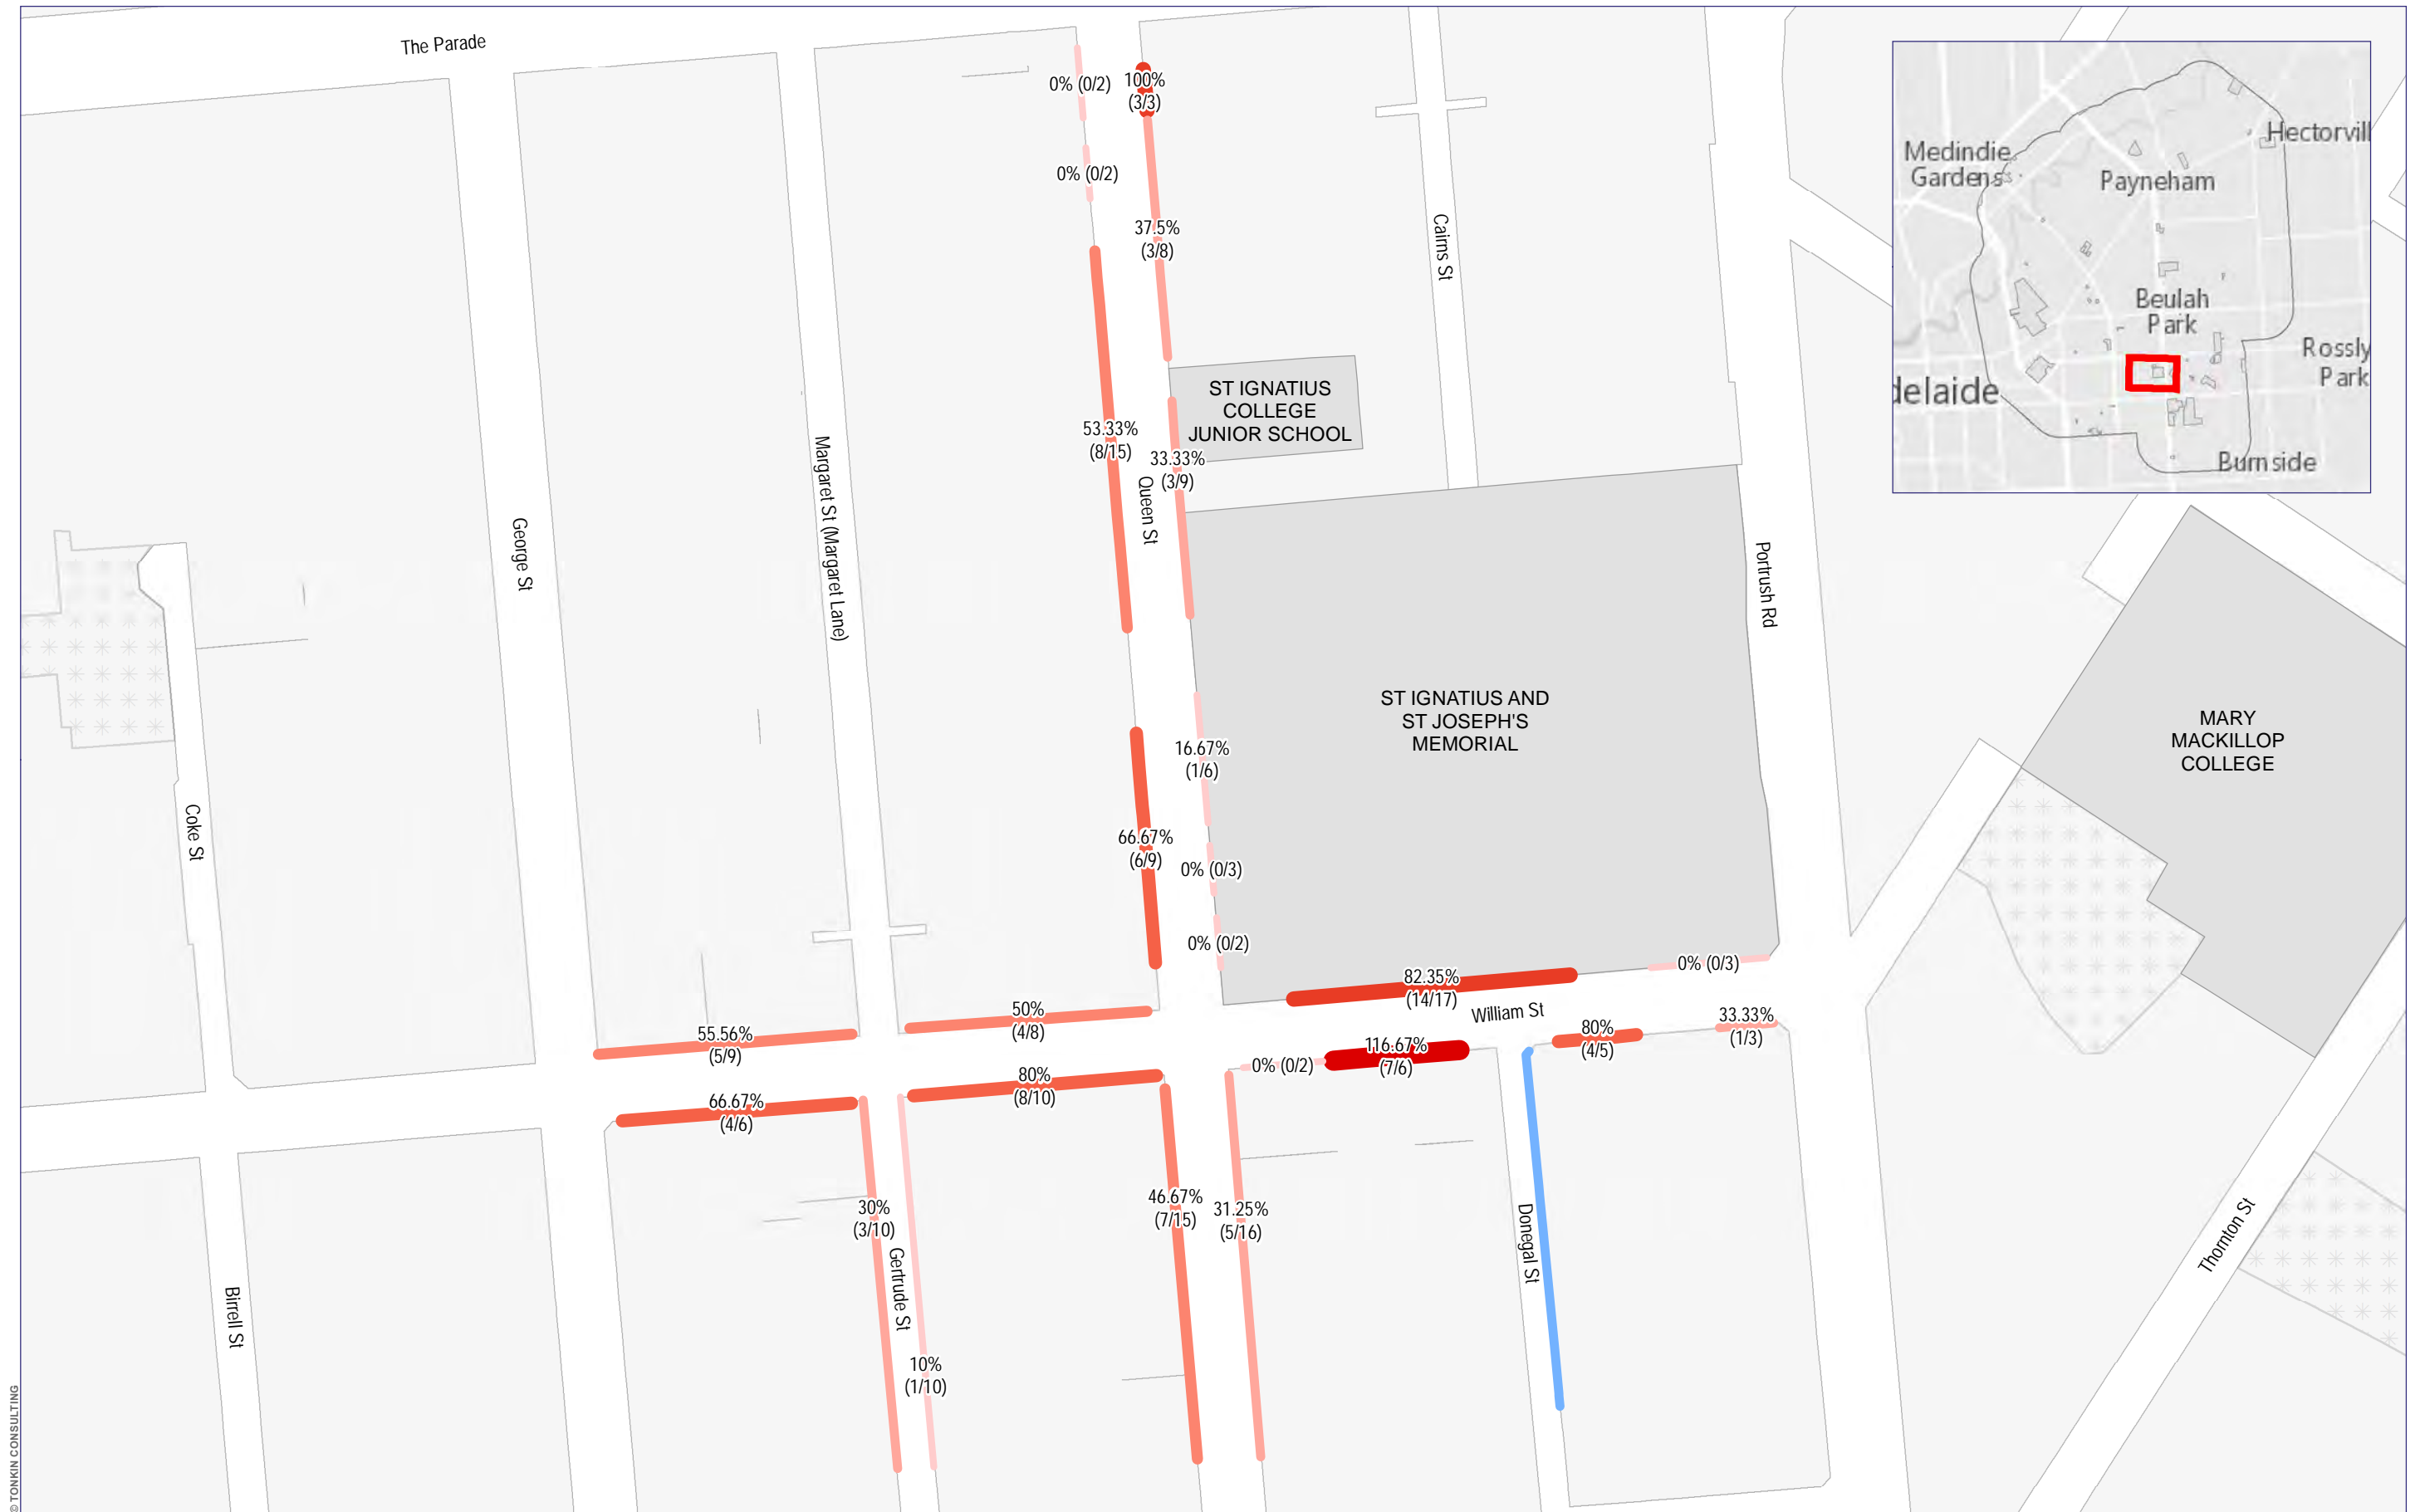 The Parade
0% (0/2)
100%
(3/3)
0% (0/2)
37.5%
(3/8)
Cairns St
Medindie
Gardens
Payneham
Hectorvill
Beulah
Park
Rossly
Park
delaide
Burnside
ST IGNATIUS
COLLEGE
JUNIOR SCHOOL
53.33%
(8/15)
33.33%
(3/9)
Queen St
George St
Margaret St (Margaret Lane)
Portrush Rd
ST IGNATIUS AND
ST JOSEPH'S
MEMORIAL
MARY
MACKILLOP
COLLEGE
16.67%
(1/6)
Coke St
66.67%
(6/9)
0% (0/3)
0% (0/2)
82.35%
(14/17)
0% (0/3)
William St
50%
(4/8)
55.56%
(5/9)
33.33%
(1/3)
80%
(4/5)
116.67%
(7/6)
0% (0/2)
80%
(8/10)
66.67%
(4/6)
30%
(3/10)
46.67%
(7/15)
31.25%
(5/16)
Gertrude St
Donegal St
Thornton St
Birrell St
10%
(1/10)
© TONKIN CONSULTING